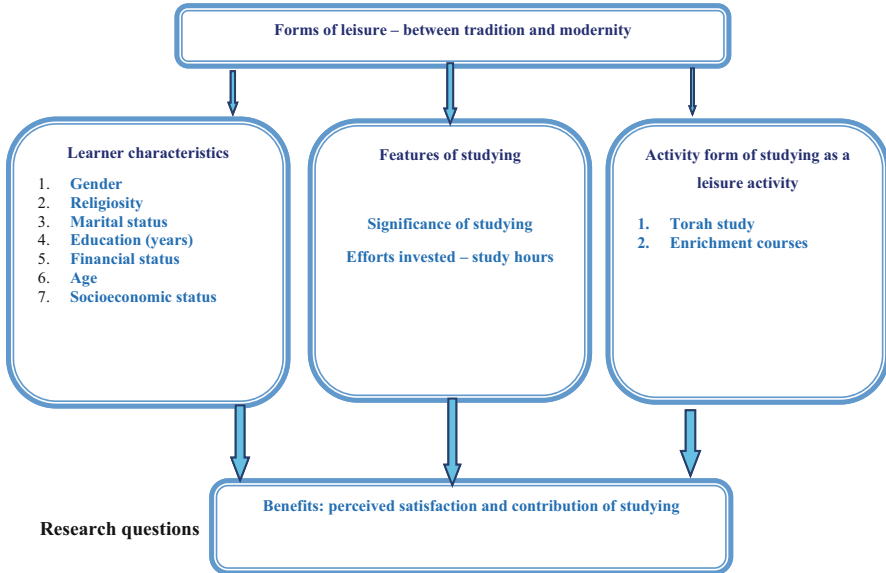 Forms of leisure – between tradition and modernity
Learner characteristics
1. Gender
2. Religiosity
3. Marital status
4. Education (years)
5. Financial status
6. Age
7. Socioeconomic status
Features of studying
Significance of studying
Efforts invested – study hours
Activity form of studying as a
leisure activity
1. Torah study
2. Enrichment courses
Benefits: perceived satisfaction and contribution of studying
Research questions